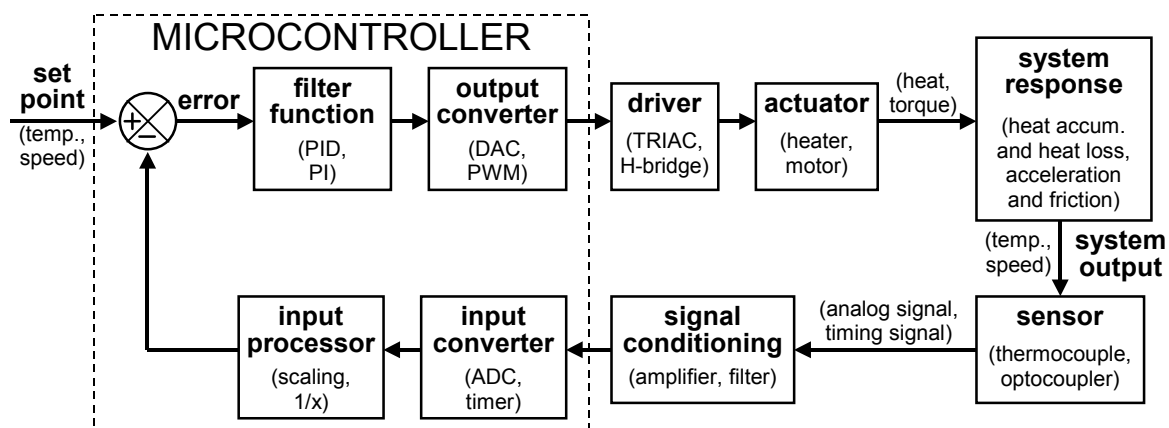 MICROCONTROLLER
set
point
(temp.,
speed)
+
−
error
filter
function
(PID,
PI)
output
converter
(DAC,
PWM)
driver
(TRIAC,
H-bridge)
actuator
(heater,
motor)
(heat,
torque)
system
response
(heat accum.
and heat loss,
acceleration
and friction)
(temp.,
speed)
system
output
input
processor
(scaling,
1/x)
input
converter
(ADC,
timer)
signal
conditioning
(amplifier, filter)
(analog signal,
timing signal)
sensor
(thermocouple,
optocoupler)